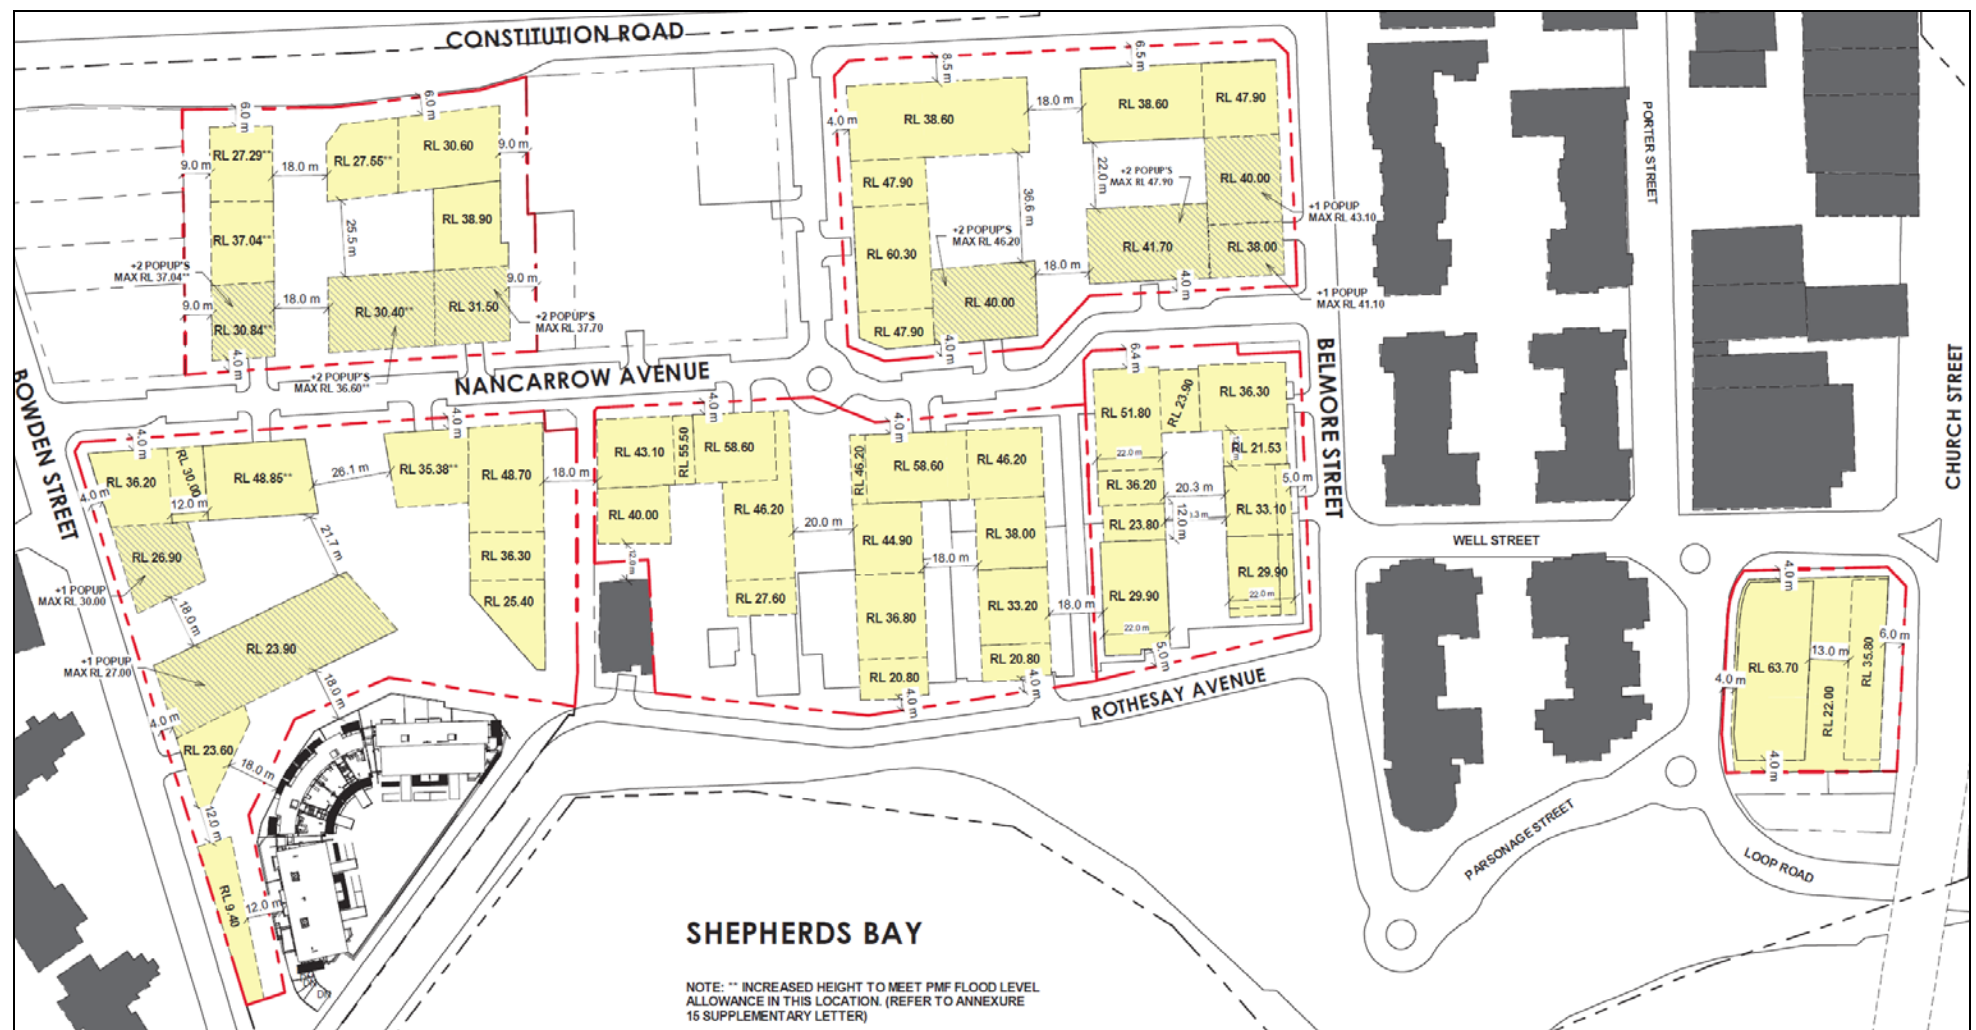 CONSTITUTION ROAD
6.0 m
6.0 m
9.0 m
RL 27.29**
18.0 m
RL 27.55**
RL 30.60
9.0 m
RL 38.90
RL 37.04**
25.5 m
+2 POPUP'S
MAX RL 37.04**
9.0 m
RL 30.84**
18.0 m
RL 30.40**
RL 31.50
9.0 m
+2 POPUP'S
MAX RL 37.70
4.0 m
+2 POPUP'S
MAX RL 36.60**
8.5 m
6.5 m
4.0 m
RL 38.60
18.0 m
RL 38.60
RL 47.90
RL 47.90
36.6 m
22.0 m
+2 POPUP'S
MAX RL 47.90
RL 40.00
+1 POPUP
MAX RL 43.10
RL 60.30
+2 POPUP'S
MAX RL 46.20
RL 41.70
RL 38.00
18.0 m
4.0 m
+1 POPUP
MAX RL 41.10
RL 40.00
RL 47.90
4.0 m
PORTER STREET
CHURCH STREET
BELMORE STREET
NANCARROW AVENUE
BOWDEN STREET
4.0 m
4.0 m
RL 36.20
RL 30.00
RL 48.85**
26.1 m
RL 35.38**
RL 48.70
18.0 m
4.0 m
12.0 m
RL 26.90
21.7 m
RL 36.30
RL 25.40
+1 POPUP
MAX RL 30.00
18.0 m
RL 23.90
+1 POPUP
MAX RL 27.00
18.0 m
4.0 m
RL 23.60
18.0 m
12.0 m
RL 9.40
12.0 m
4.0 m
RL 43.10
RL 55.50
RL 58.60
RL 40.00
RL 46.20
12.0 m
RL 27.60
20.0 m
4.0 m
RL 46.20
RL 58.60
RL 46.20
RL 44.90
18.0 m
RL 38.00
RL 36.80
RL 33.20
18.0 m
RL 20.80
RL 20.80
4.0 m
4.0 m
6.4 m
RL 51.80
RL 23.90
RL 36.30
RL 21.53
22.0 m
RL 36.20
20.3 m
5.0 m
RL 23.80
12.0 m
RL 33.10
RL 29.90
RL 29.90
22.0 m
22.0 m
5.0 m
ROTHESAY AVENUE
WELL STREET
4.0 m
6.0 m
13.0 m
RL 63.70
RL 22.00
RL 35.80
4.0 m
4.0 m
PARSONAGE STREET
LOOP ROAD
SHEPHERDS BAY
NOTE: ** INCREASED HEIGHT TO MEET PMF FLOOD LEVEL
ALLOWANCE IN THIS LOCATION. (REFER TO ANNEXURE
15 SUPPLEMENTARY LETTER)